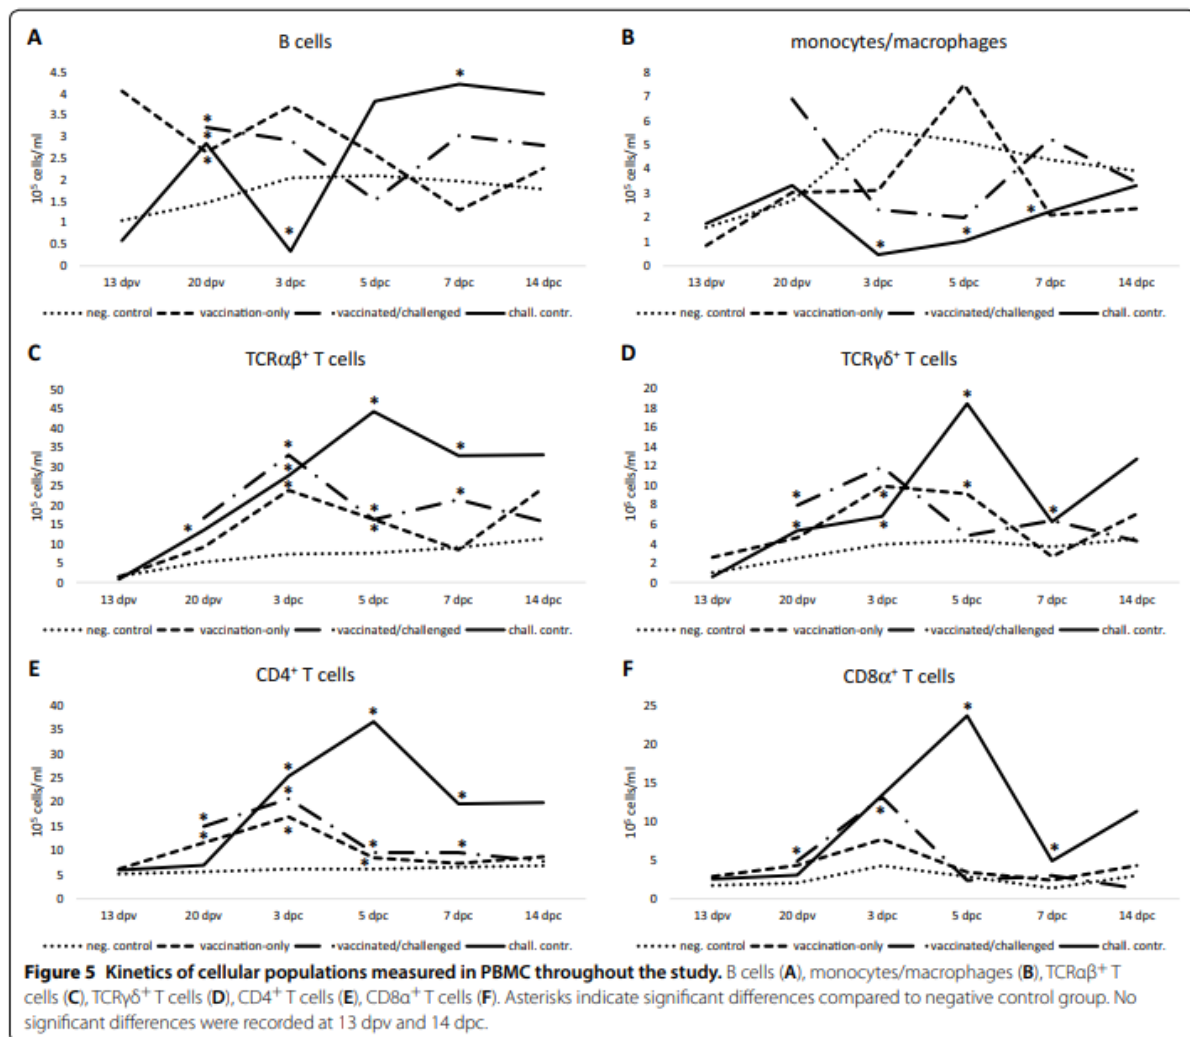 A
B cells
4.5
4
3.5
3
2.5
2
1.5
1
0.5
0
10⁵ cells/ml
* * * * *
13 dpv 20 dpv 3 dpc 5 dpc 7 dpc 14 dpc
neg. control vaccination-only vaccinated/challenged chall. contr.
B
monocytes/macrophages
8
7
6
5
4
3
2
1
0
10⁵ cells/ml
* * *
13 dpv 20 dpv 3 dpc 5 dpc 7 dpc 14 dpc
neg. control vaccination-only vaccinated/challenged chall. contr.
C
TCRαβ⁺ T cells
50
45
40
35
30
25
20
15
10
5
0
10⁵ cells/ml
* * * * * * * * *
13 dpv 20 dpv 3 dpc 5 dpc 7 dpc 14 dpc
neg. control vaccination-only vaccinated/challenged chall. contr.
D
TCRγδ⁺ T cells
20
18
16
14
12
10
8
6
4
2
0
10⁵ cells/ml
* * * * * * *
13 dpv 20 dpv 3 dpc 5 dpc 7 dpc 14 dpc
neg. control vaccination-only vaccinated/challenged chall. contr.
E
CD4⁺ T cells
40
35
30
25
20
15
10
5
0
10⁵ cells/ml
* * * * * * * * * *
13 dpv 20 dpv 3 dpc 5 dpc 7 dpc 14 dpc
neg. control vaccination-only vaccinated/challenged chall. contr.
F
CD8α⁺ T cells
25
20
15
10
5
0
10⁵ cells/ml
* * * *
13 dpv 20 dpv 3 dpc 5 dpc 7 dpc 14 dpc
neg. control vaccination-only vaccinated/challenged chall. contr.
Figure 5 Kinetics of cellular populations measured in PBMC throughout the study. B cells (A), monocytes/macrophages (B), TCRαβ⁺ T
cells (C), TCRγδ⁺ T cells (D), CD4⁺ T cells (E), CD8α⁺ T cells (F). Asterisks indicate significant differences compared to negative control group. No
significant differences were recorded at 13 dpv and 14 dpc.